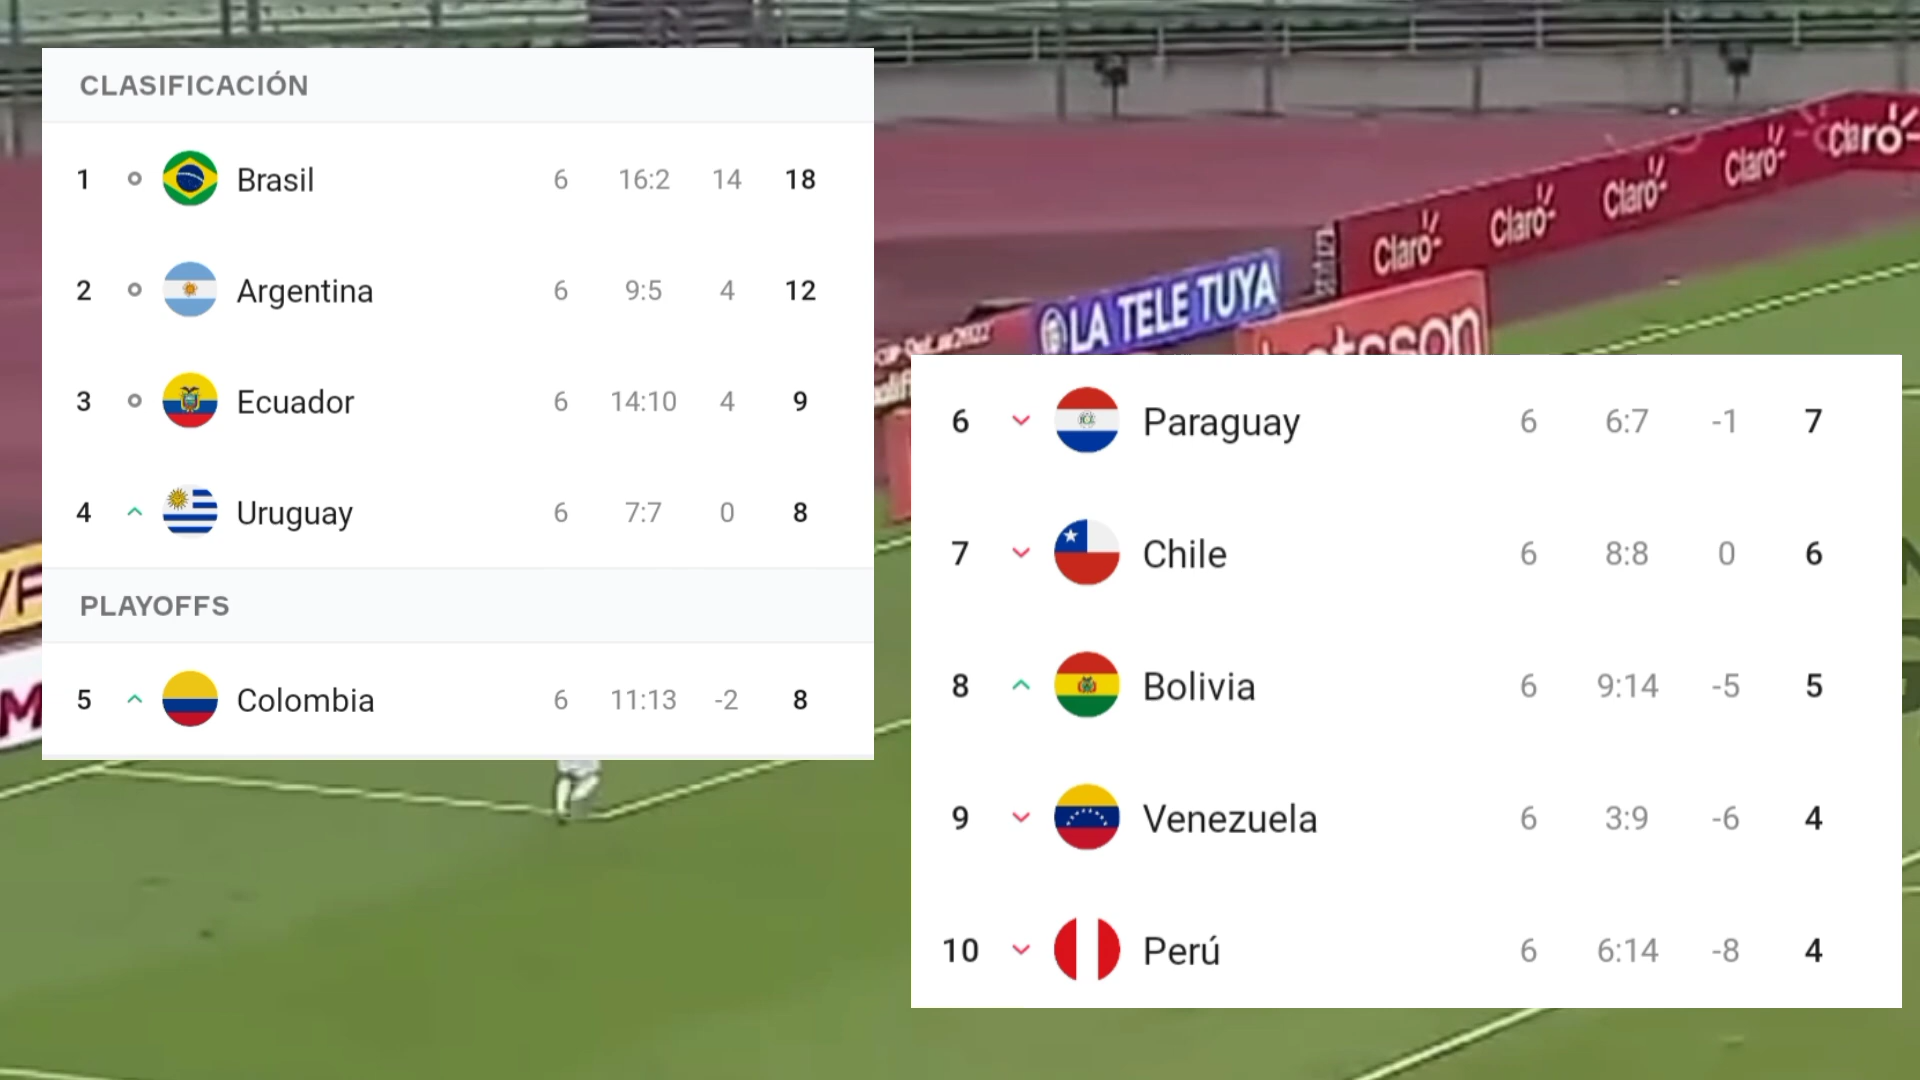 CLASIFICACIÓN
1 Brasil 6 16:2 14 18
2 Argentina 6 9:5 4 12
3 Ecuador 6 14:10 4 9
4 Uruguay 6 7:7 0 8
PLAYOFFS
5 Colombia 6 11:13 -2 8
Claro
Claro
Claro
Claro
Claro
LA TELE TUYA
betsson
6 Paraguay 6 6:7 -1 7
7 Chile 6 8:8 0 6
8 Bolivia 6 9:14 -5 5
9 Venezuela 6 3:9 -6 4
10 Perú 6 6:14 -8 4